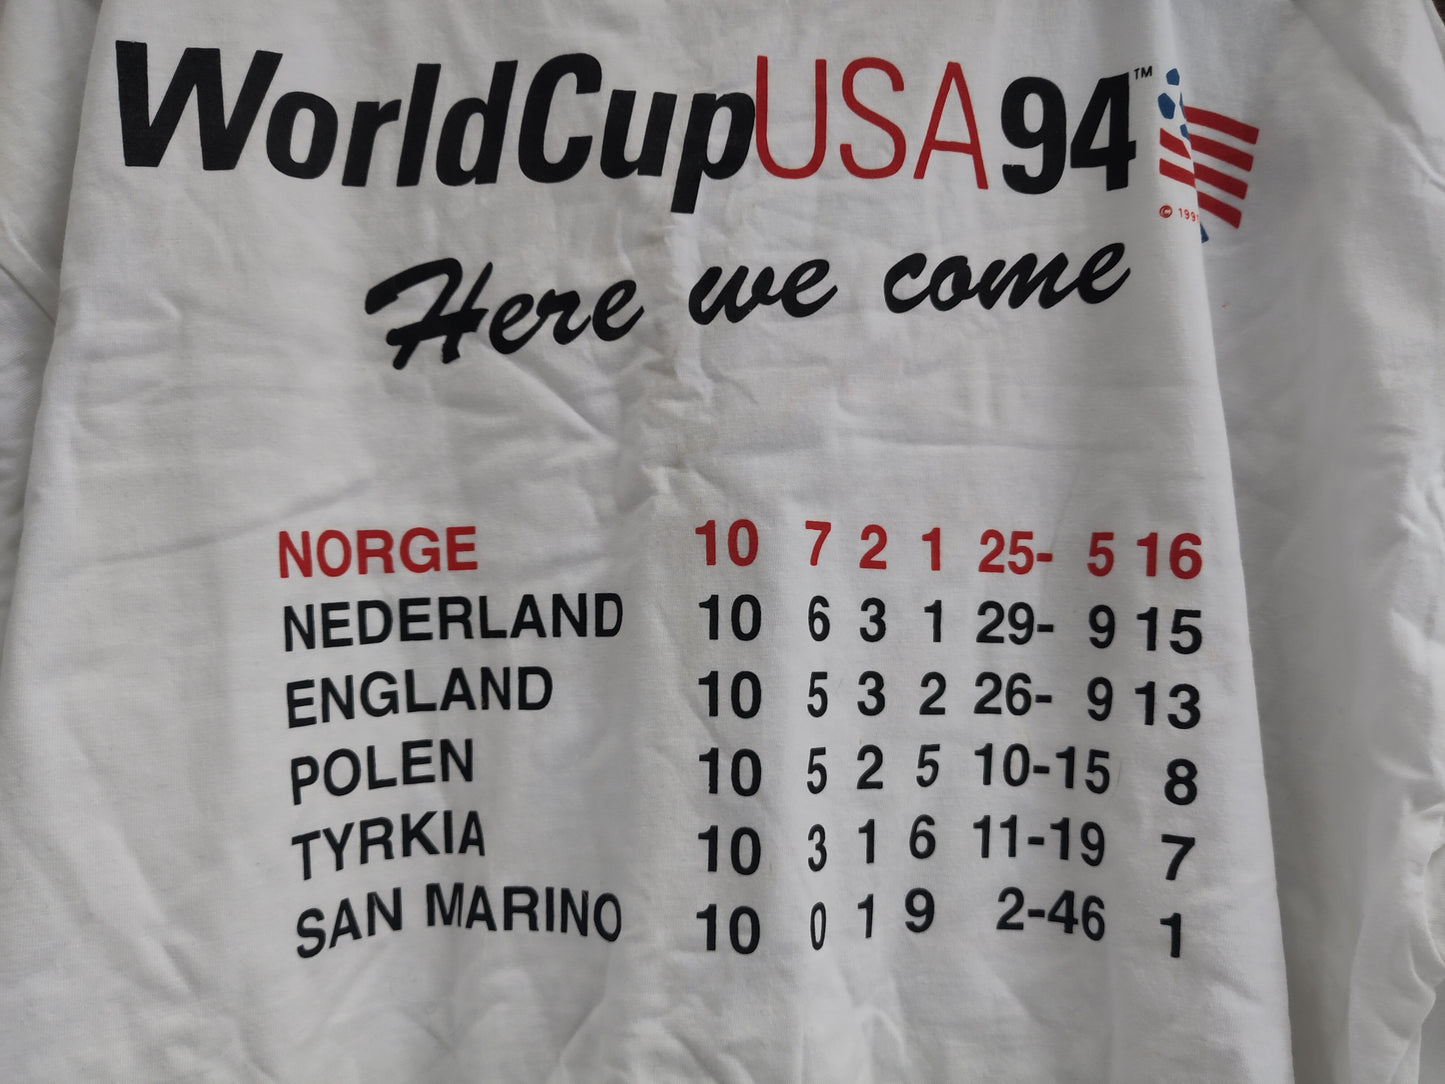 WorldCupUSA94™
© 199
Here we come
NORGE 10 7 2 1 25- 5 16
NEDERLAND 10 6 3 1 29- 9 15
ENGLAND 10 5 3 2 26- 9 13
POLEN 10 5 2 5 10-15 8
TYRKIA 10 3 1 6 11-19 7
SAN MARINO 10 0 1 9 2-46 1